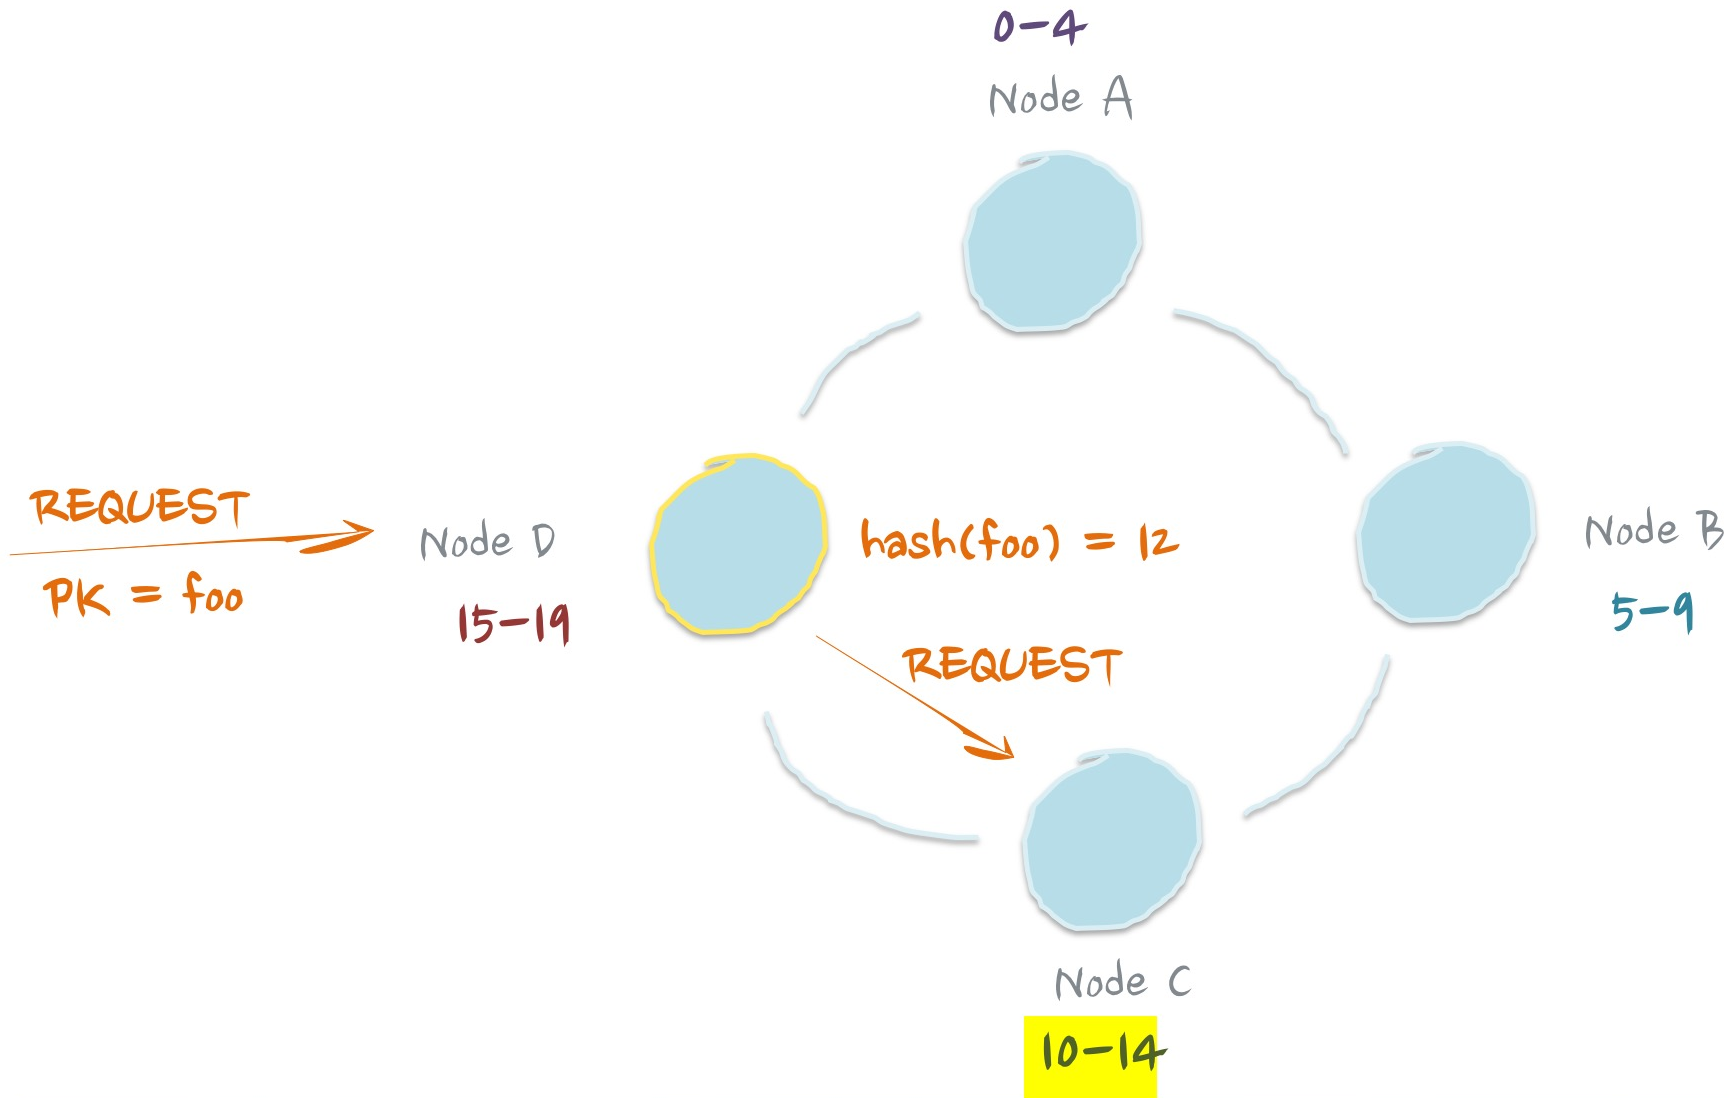 0-4
Node A
REQUEST
PK = foo
Node D
15-19
hash(foo) = 12
REQUEST
Node B
5-9
Node C
10-14